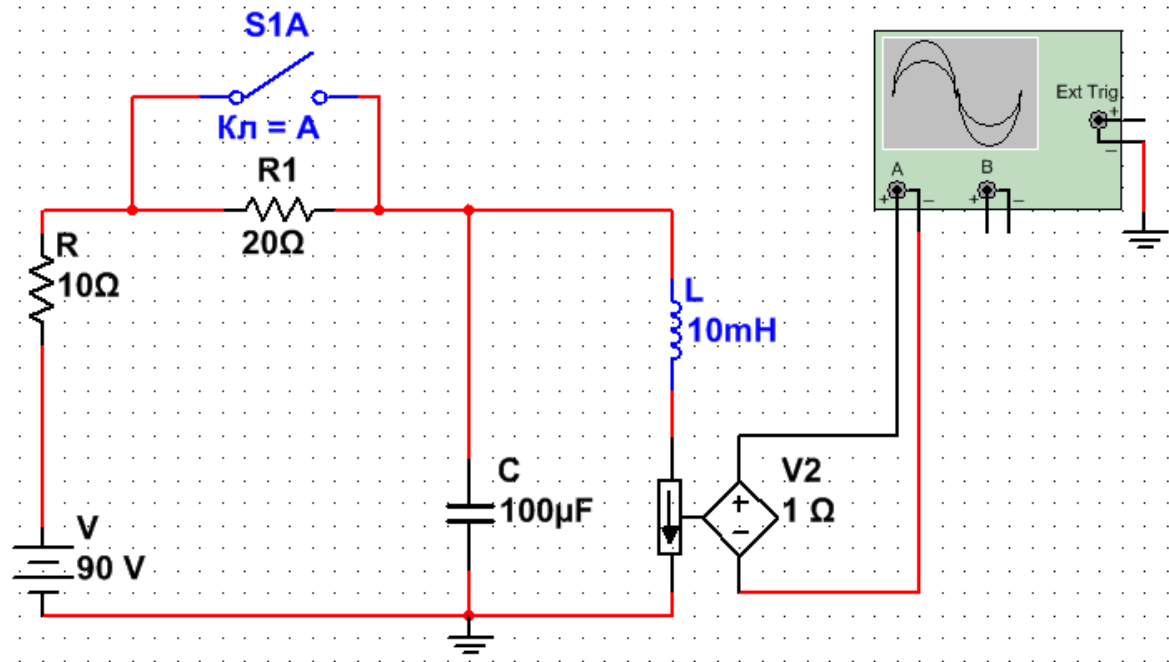 S1A
Кл = A
R1
20Ω
R
10Ω
V
90 V
C
100µF
L
10mH
V2
1 Ω
Ext Trig
+
−
A
B
+ −
+ −
+
−